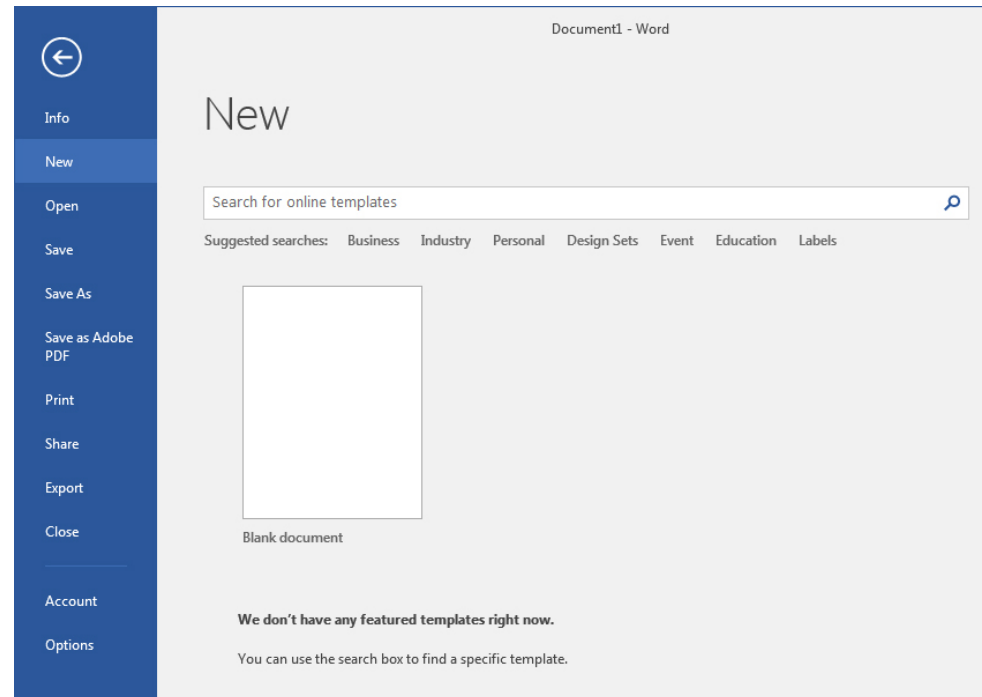 Document1 - Word
Info
New
Open
Save
Save As
Save as Adobe
PDF
Print
Share
Export
Close
Account
Options
New
Search for online templates
Suggested searches: Business Industry Personal Design Sets Event Education Labels
Blank document
We don't have any featured templates right now.
You can use the search box to find a specific template.